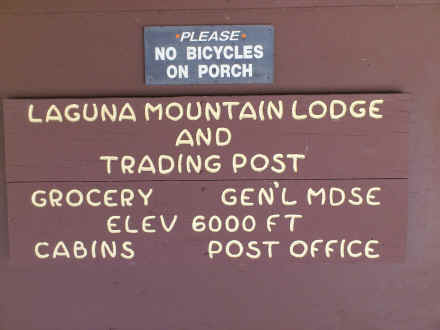 PLEASE
NO BICYCLES
ON PORCH
LAGUNA MOUNTAIN LODGE
AND
TRADING POST
GROCERY GEN'L MDSE
ELEV 6000 FT
CABINS POST OFFICE